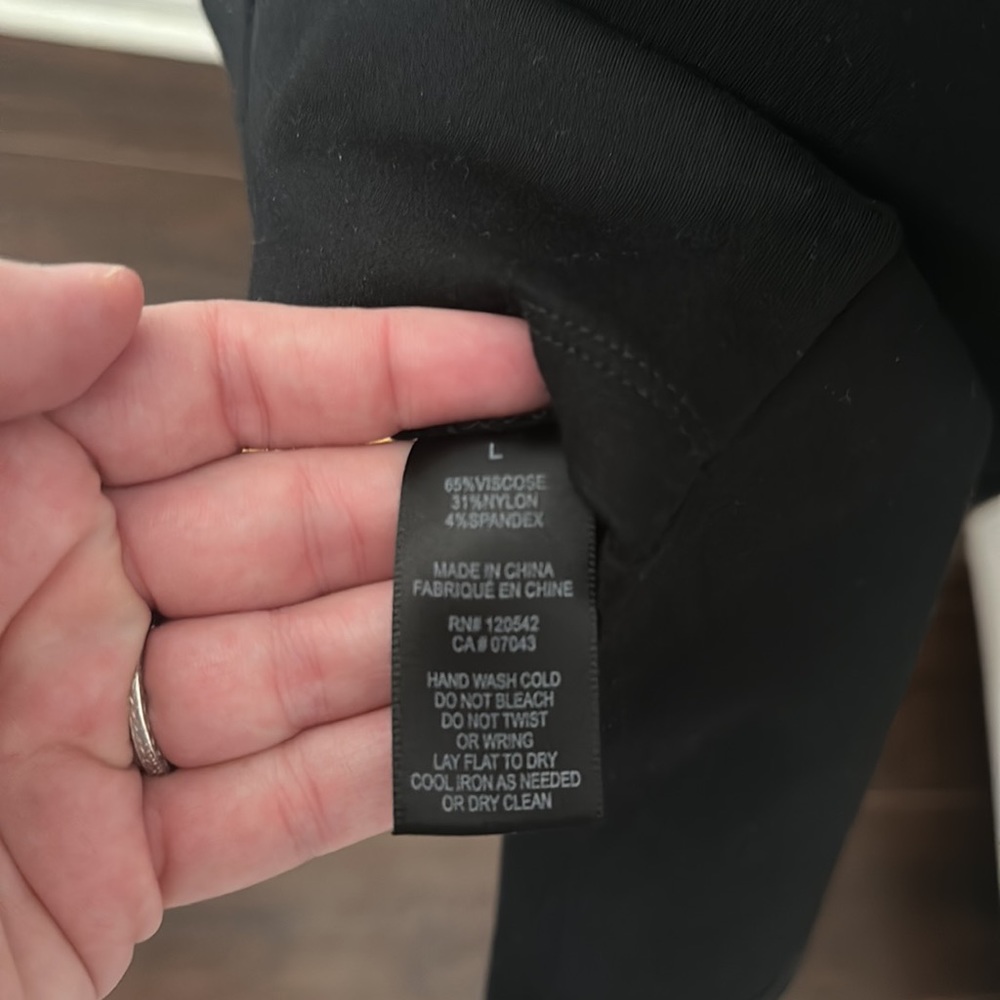 L
65%VISCOSE
31%NYLON
4%SPANDEX
MADE IN CHINA
FABRIQUÉ EN CHINE
RN# 120542
CA# 07043
HAND WASH COLD
DO NOT BLEACH
DO NOT TWIST
OR WRING
LAY FLAT TO DRY
COOL IRON AS NEEDED
OR DRY CLEAN